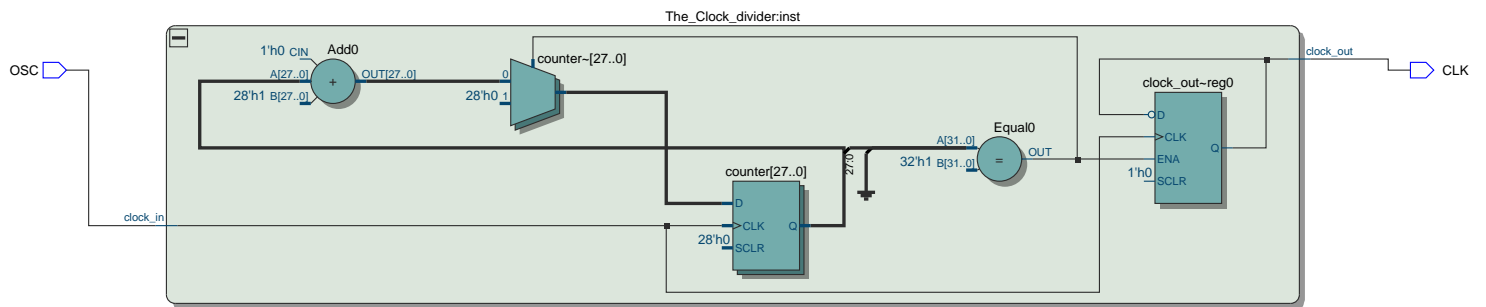 The_Clock_divider:inst
OSC
clock_in
1'h0 CIN
Add0
A[27..0]
OUT[27..0]
28'h1 B[27..0]
+
counter~[27..0]
0
28'h0 1
counter[27..0]
D
CLK
Q
28'h0 SCLR
27:0
Equal0
A[31..0]
OUT
32'h1 B[31..0]
=
clock_out~reg0
D
CLK
ENA
Q
1'h0 SCLR
clock_out
CLK